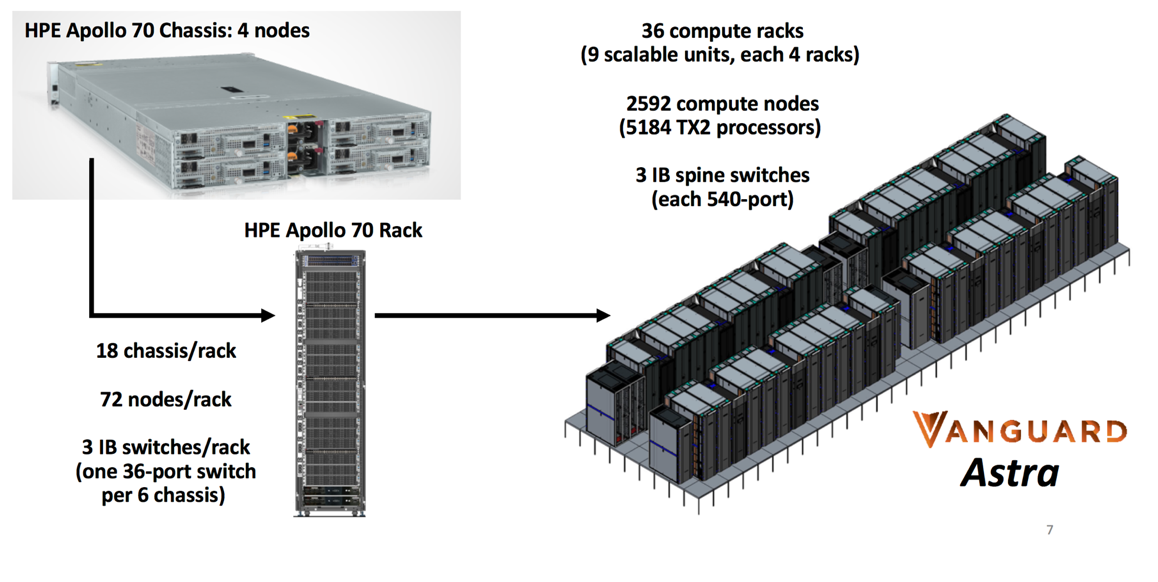 HPE Apollo 70 Chassis: 4 nodes
36 compute racks
(9 scalable units, each 4 racks)
2592 compute nodes
(5184 TX2 processors)
3 IB spine switches
(each 540-port)
HPE Apollo 70 Rack
18 chassis/rack
72 nodes/rack
3 IB switches/rack
(one 36-port switch
per 6 chassis)
VANGUARD
Astra
7